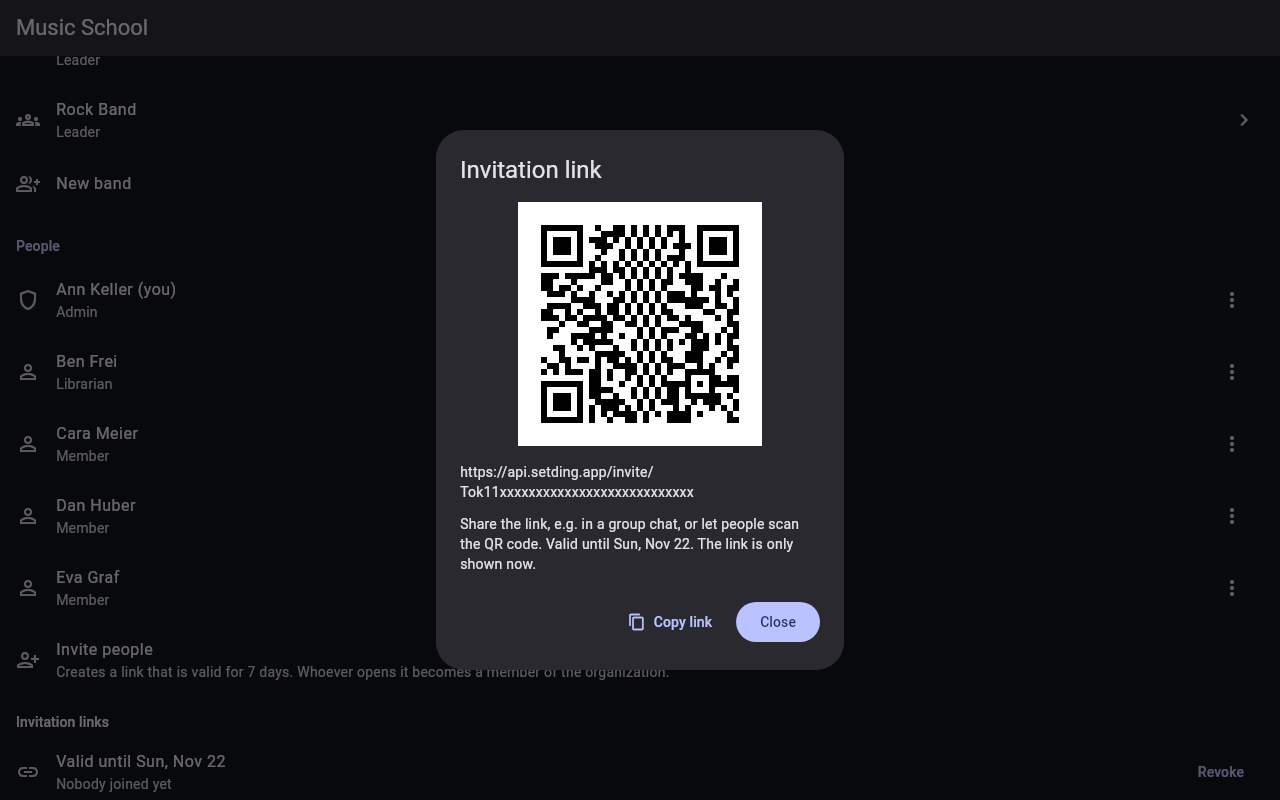 Music School
Leader
Rock Band
Leader
New band
People
Ann Keller (you)
Admin
Ben Frei
Librarian
Cara Meier
Member
Dan Huber
Member
Eva Graf
Member
Invite people
Creates a link that is valid for 7 days. Whoever opens it becomes a member of the organization.
Invitation links
Valid until Sun, Nov 22
Nobody joined yet
Revoke
Invitation link
https://api.setding.app/invite/
Tok11xxxxxxxxxxxxxxxxxxxxxxxxxxx
Share the link, e.g. in a group chat, or let people scan
the QR code. Valid until Sun, Nov 22. The link is only
shown now.
Copy link
Close